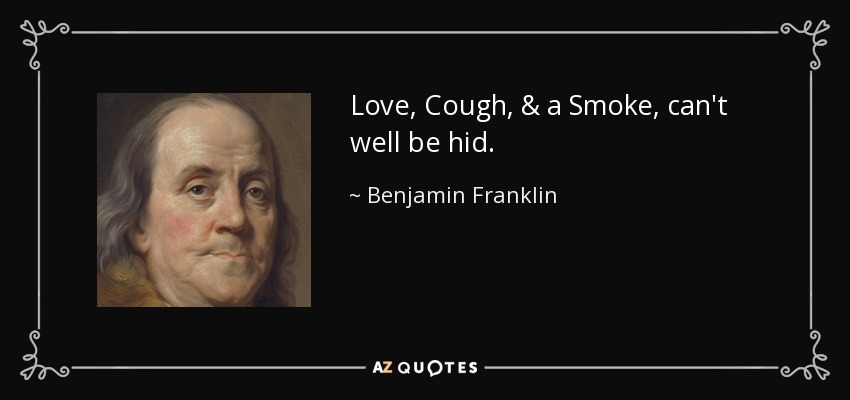 Love, Cough, & a Smoke, can't
well be hid.
~ Benjamin Franklin
AZ QUOTES